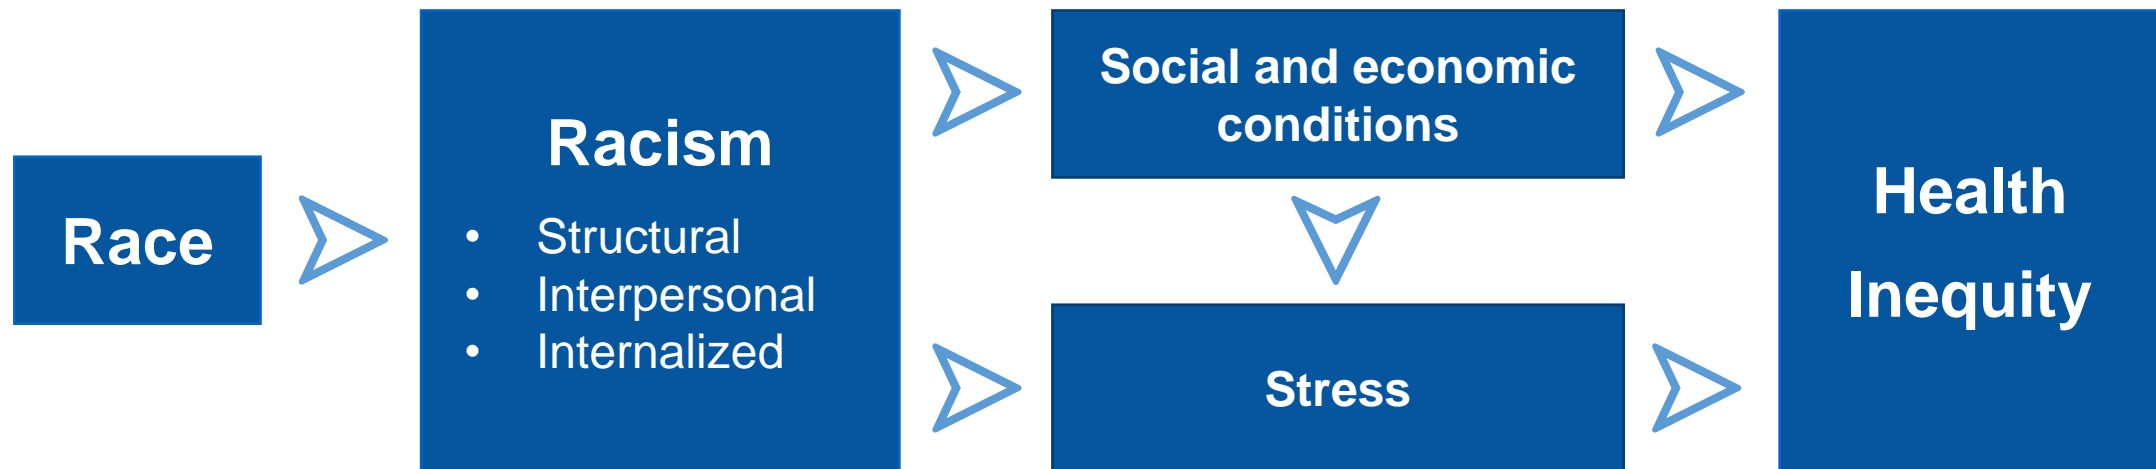 Race
Racism
• Structural
• Interpersonal
• Internalized
Social and economic
conditions
Stress
Health
Inequity